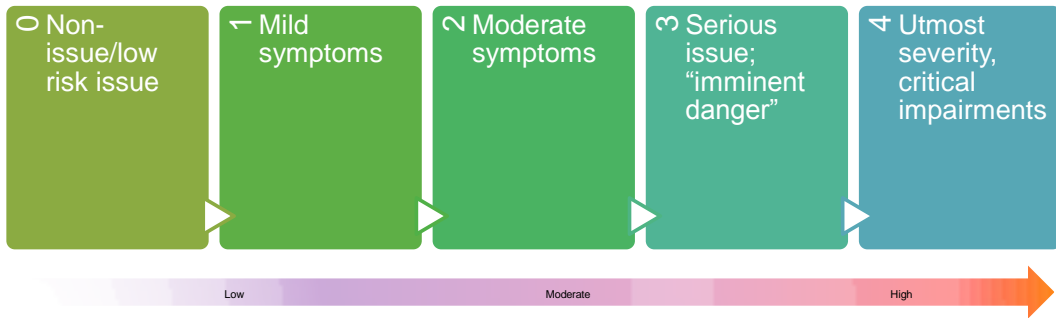 0
Non-
issue/low
risk issue
1
Mild
symptoms
2
Moderate
symptoms
3
Serious
issue;
“imminent
danger”
4
Utmost
severity,
critical
impairments
Low
Moderate
High